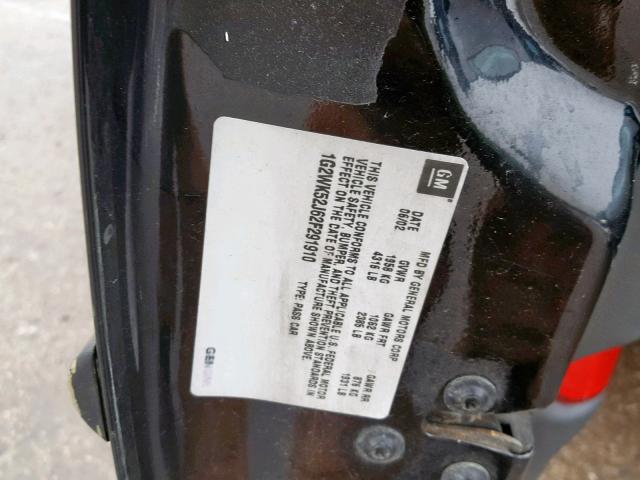 GM
MFD BY GENERAL MOTORS CORP
DATE GVWR GAWR FRT GAWR RR
06/02 1958 KG 1082 KG 876 KG
4316 LB 2385 LB 1931 LB
THIS VEHICLE CONFORMS TO ALL APPLICABLE U.S. FEDERAL MOTOR
VEHICLE SAFETY, BUMPER, AND THEFT PREVENTION STANDARDS IN
EFFECT ON THE DATE OF MANUFACTURE SHOWN ABOVE.
1G2WK52J62F291910 TYPE: PASS CAR